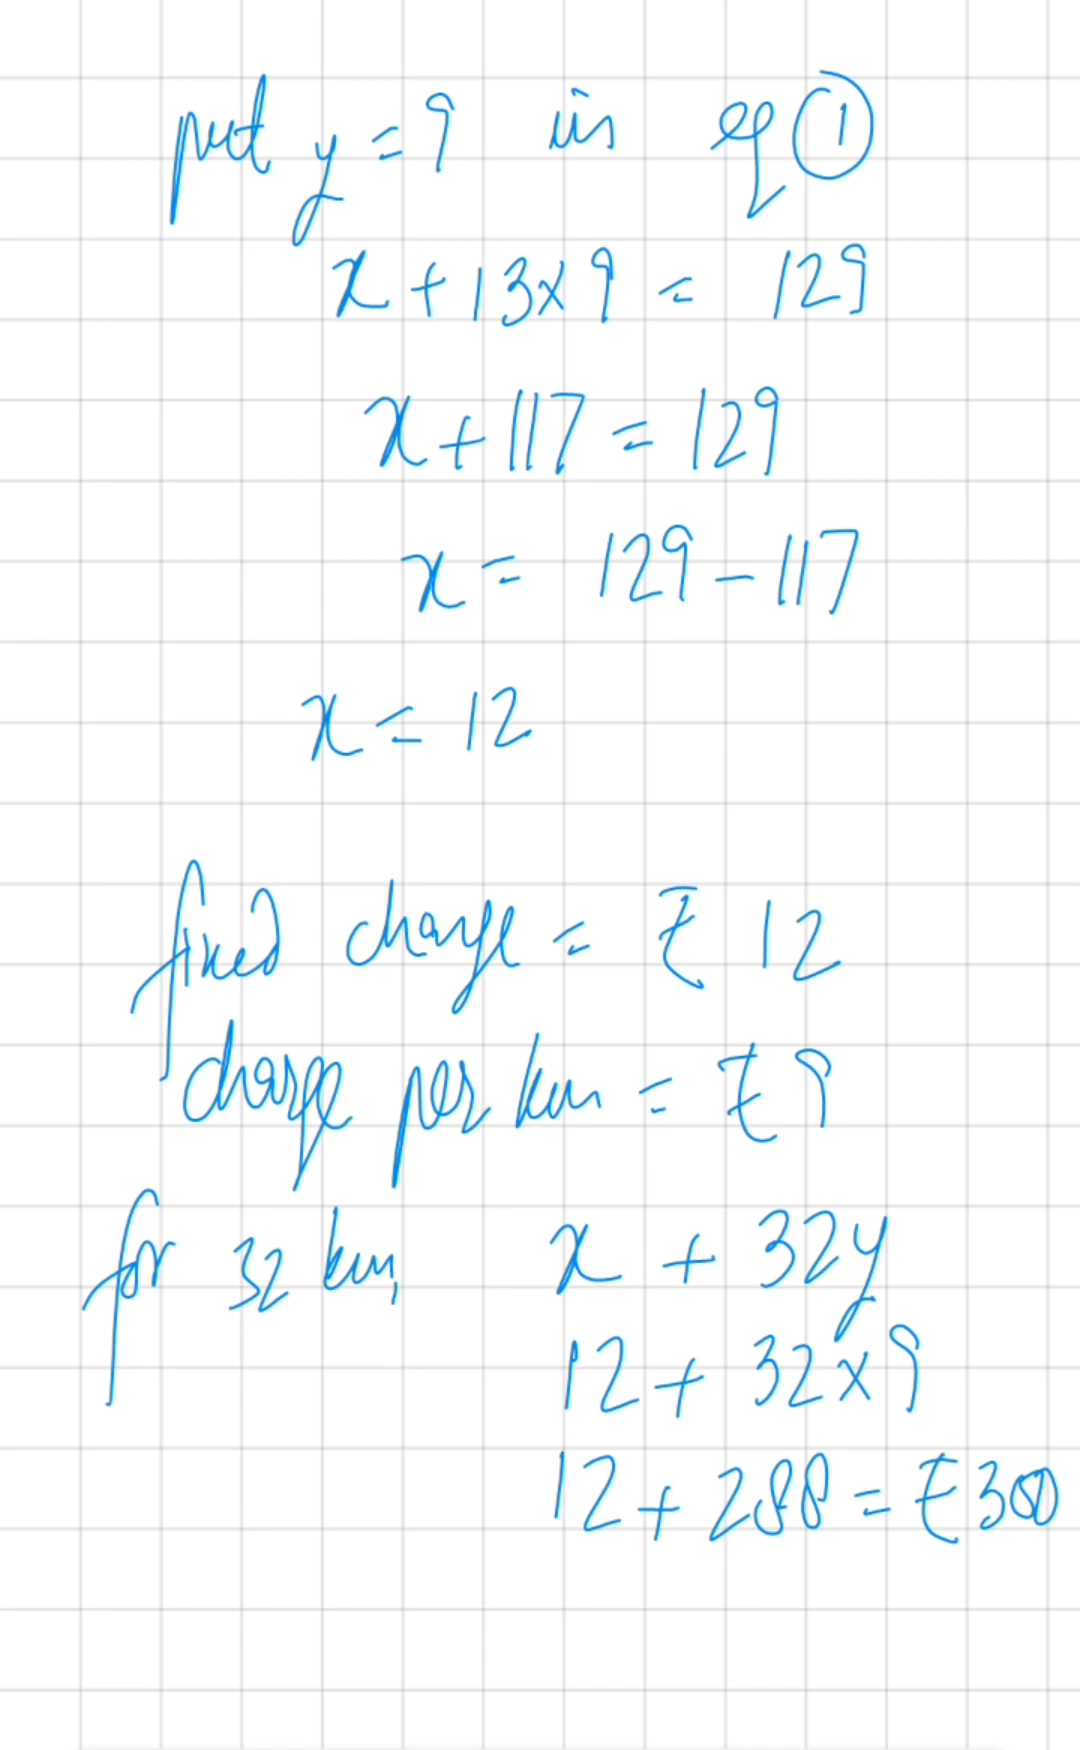 put y = 9 in eq ①
x + 13 x 9 = 129
x + 117 = 129
x = 129 - 117
x = 12
fixed charge = ₹ 12
charge per km = ₹ 9
for 32 km, x + 32y
12 + 32 x 9
12 + 288 = ₹ 300